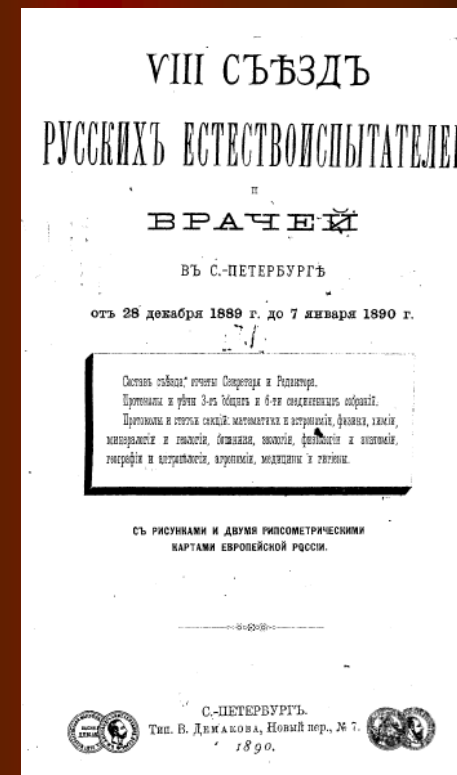 VIII СЪѢЗДЪ
РУССКИХЪ ЕСТЕСТВОИСПЫТАТЕЛЕЙ
И
ВРАЧЕЙ
ВЪ С.-ПЕТЕРБУРГѢ
отъ 28 декабря 1889 г. до 7 января 1890 г.
Составъ съѣзда, отчеты Секретаря и Редактора.
Протоколы и рѣчи 3-хъ общихъ и 6-ти соединенныхъ собраній.
Протоколы и статьи секцій: математики и астрономіи, физики, химіи,
минералогіи и геологіи, ботаники, зоологіи, физіологіи и анатоміи,
географіи и антропологіи, агрономіи, медицины и гигіены.
СЪ РИСУНКАМИ И ДВУМЯ ГИПСОМЕТРИЧЕСКИМИ
КАРТАМИ ЕВРОПЕЙСКОЙ РОССІИ.
С.-ПЕТЕРБУРГЪ.
Тип. В. Демакова, Новый пер., № 7.
1890.